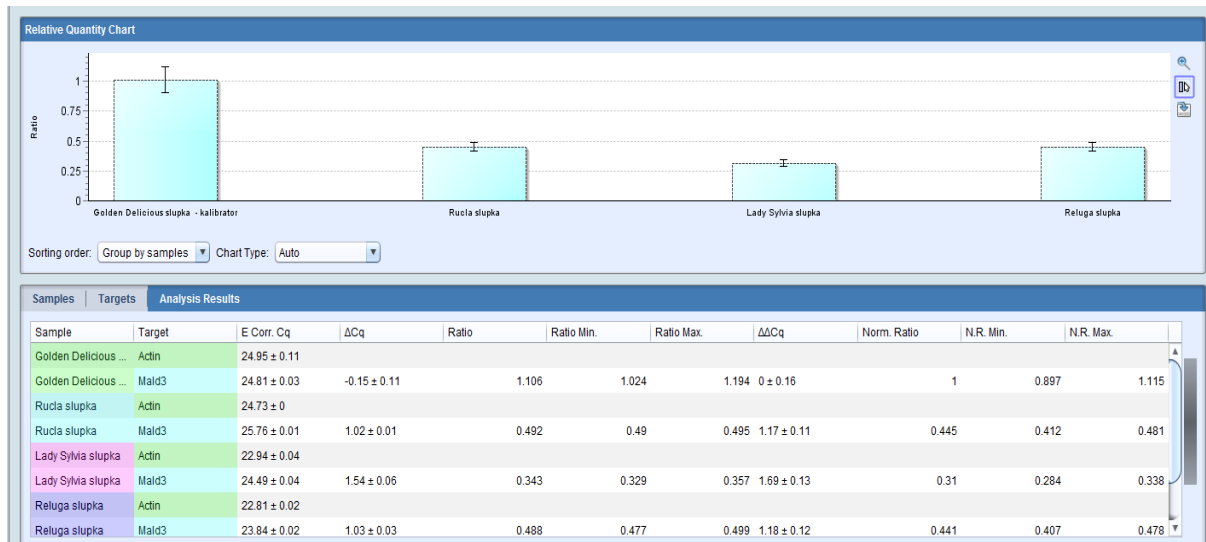 Relative Quantity Chart
Ratio
1
0.75
0.5
0.25
0
Golden Delicious slupka - kalibrator
Rucla slupka
Lady Sylvia slupka
Reluga slupka
Sorting order: Group by samples Chart Type: Auto
Samples Targets Analysis Results
Sample Target E Corr. Cq ΔCq Ratio Ratio Min. Ratio Max. ΔΔCq Norm. Ratio N.R. Min. N.R. Max.
Golden Delicious ... Actin 24.95 ± 0.11
Golden Delicious ... Mald3 24.81 ± 0.03 -0.15 ± 0.11 1.106 1.024 1.194 0 ± 0.16 1 0.897 1.115
Rucla slupka Actin 24.73 ± 0
Rucla slupka Mald3 25.76 ± 0.01 1.02 ± 0.01 0.492 0.49 0.495 1.17 ± 0.11 0.445 0.412 0.481
Lady Sylvia slupka Actin 22.94 ± 0.04
Lady Sylvia slupka Mald3 24.49 ± 0.04 1.54 ± 0.06 0.343 0.329 0.357 1.69 ± 0.13 0.31 0.284 0.338
Reluga slupka Actin 22.81 ± 0.02
Reluga slupka Mald3 23.84 ± 0.02 1.03 ± 0.03 0.488 0.477 0.499 1.18 ± 0.12 0.441 0.407 0.478